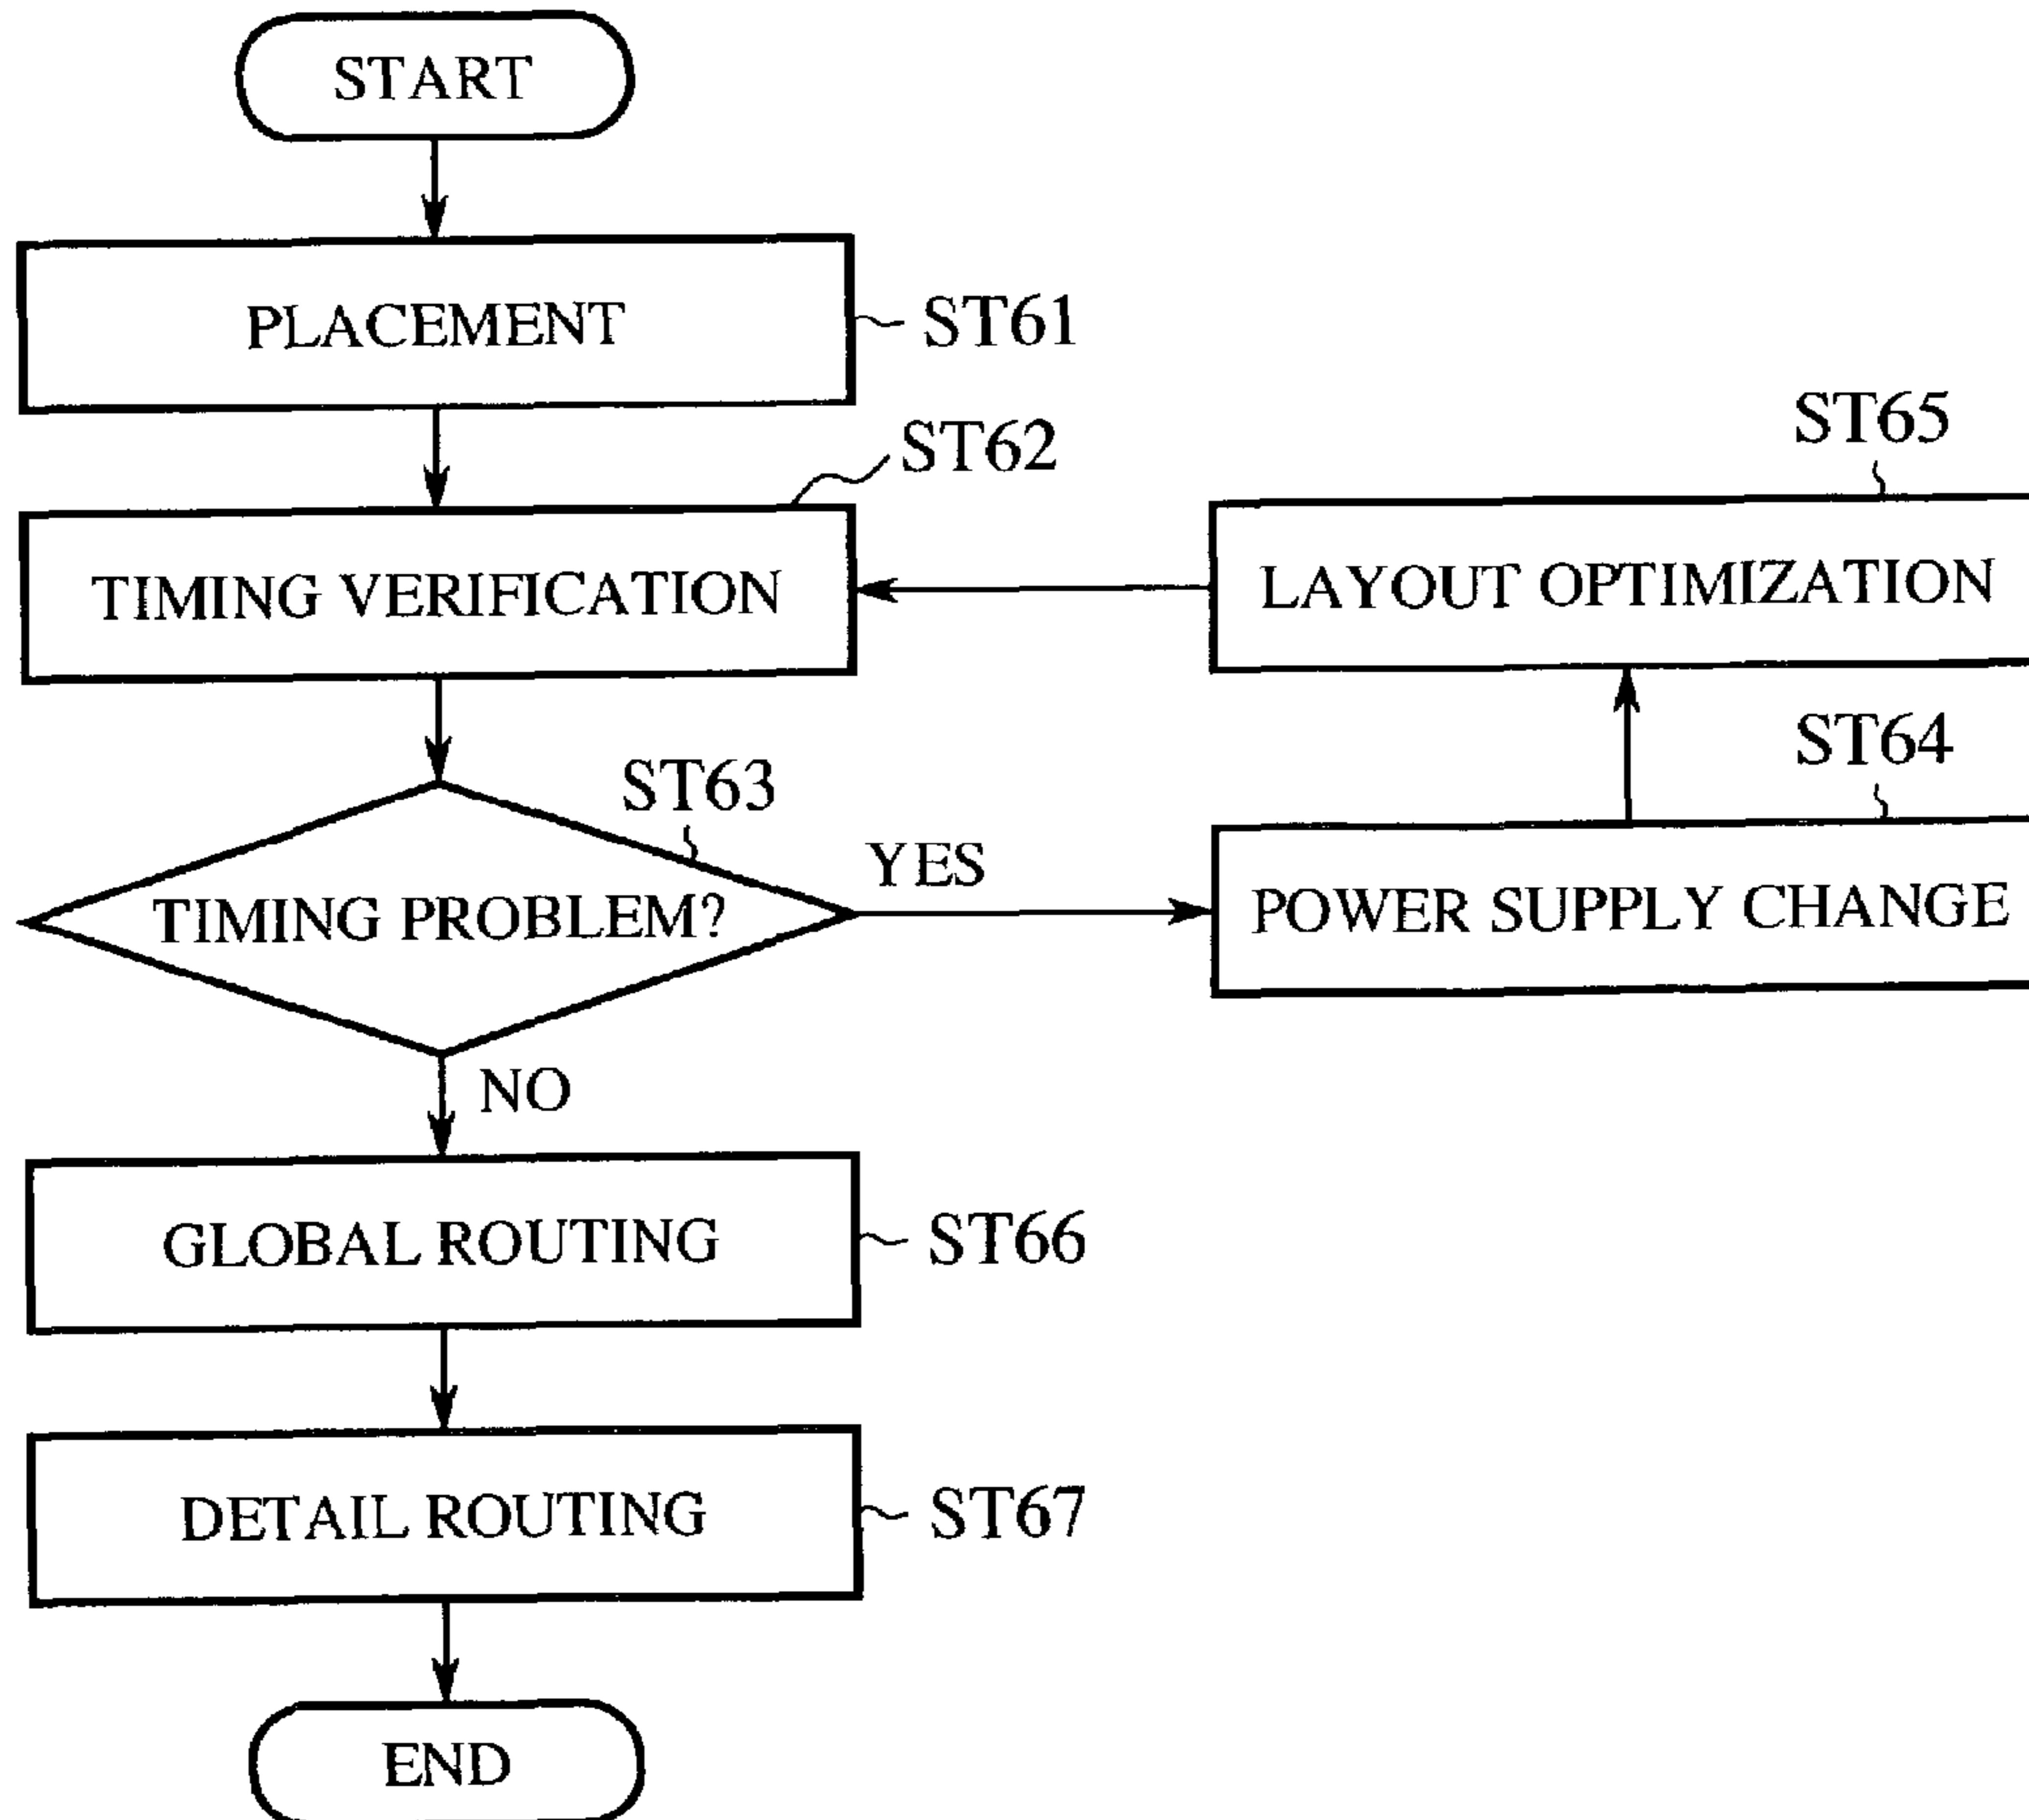 START
PLACEMENT
ST61
ST62
TIMING VERIFICATION
ST65
LAYOUT OPTIMIZATION
ST63
TIMING PROBLEM?
YES
ST64
POWER SUPPLY CHANGE
NO
GLOBAL ROUTING
ST66
DETAIL ROUTING
ST67
END